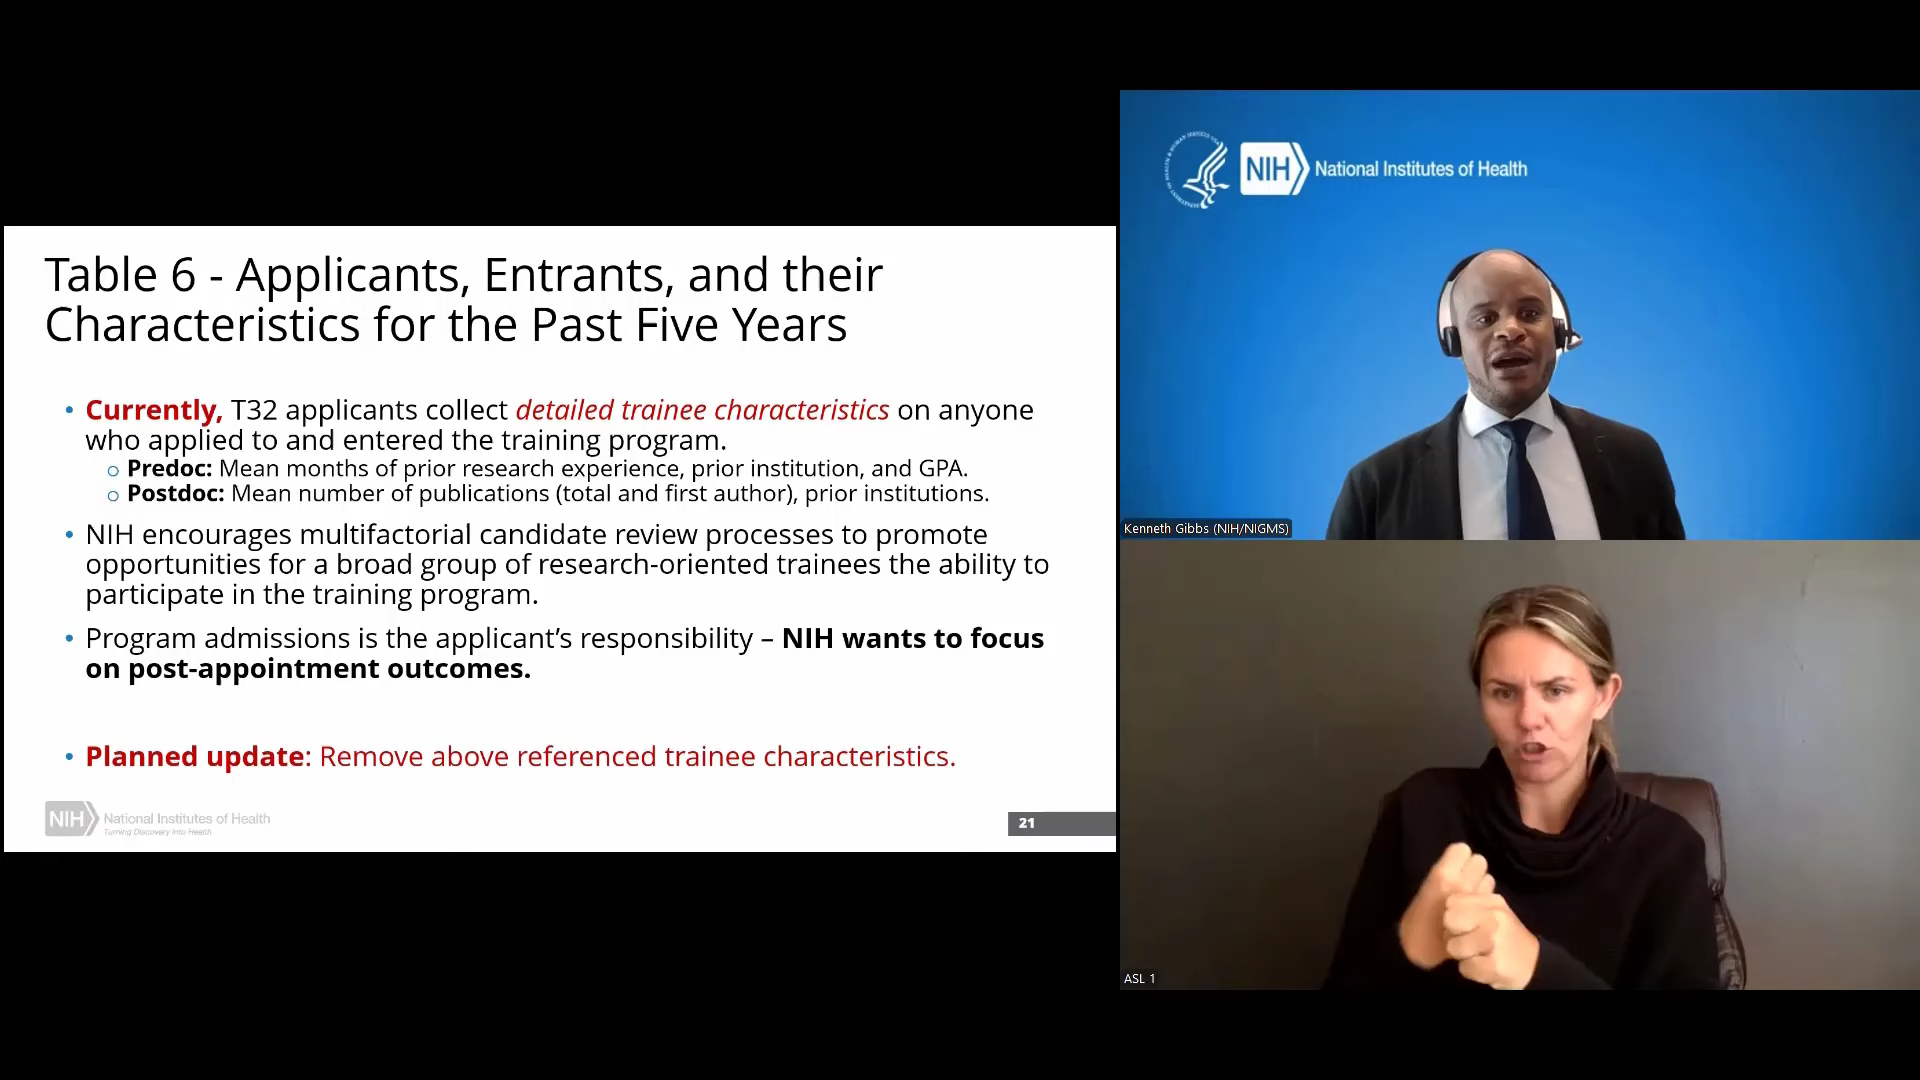 Table 6 - Applicants, Entrants, and their
Characteristics for the Past Five Years
• Currently, T32 applicants collect detailed trainee characteristics on anyone
who applied to and entered the training program.
o Predoc: Mean months of prior research experience, prior institution, and GPA.
o Postdoc: Mean number of publications (total and first author), prior institutions.
• NIH encourages multifactorial candidate review processes to promote
opportunities for a broad group of research-oriented trainees the ability to
participate in the training program.
• Program admissions is the applicant’s responsibility – NIH wants to focus
on post-appointment outcomes.
• Planned update: Remove above referenced trainee characteristics.
NIH National Institutes of Health
Turning Discovery Into Health
21
NIH National Institutes of Health
Kenneth Gibbs (NIH/NIGMS)
ASL 1